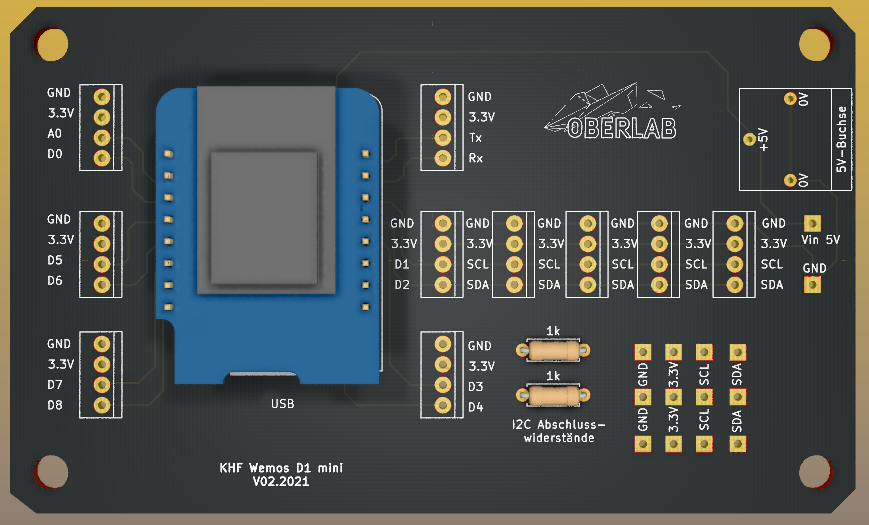 GND
3.3V
A0
D0
GND
3.3V
Tx
Rx
OBERLAB
0V
+5V
0V
5V-Buchse
GND
3.3V
D5
D6
GND GND GND GND GND GND
3.3V 3.3V 3.3V 3.3V 3.3V 3.3V
D1 SCL SCL SCL SCL SCL
D2 SDA SDA SDA SDA SDA
Vin 5V
GND
GND
3.3V
D7
D8
USB
GND
3.3V
D3
D4
1k
1k
I2C Abschluss-
widerstände
GND 3.3V SCL SDA
GND 3.3V SCL SDA
KHF Wemos D1 mini
V02.2021